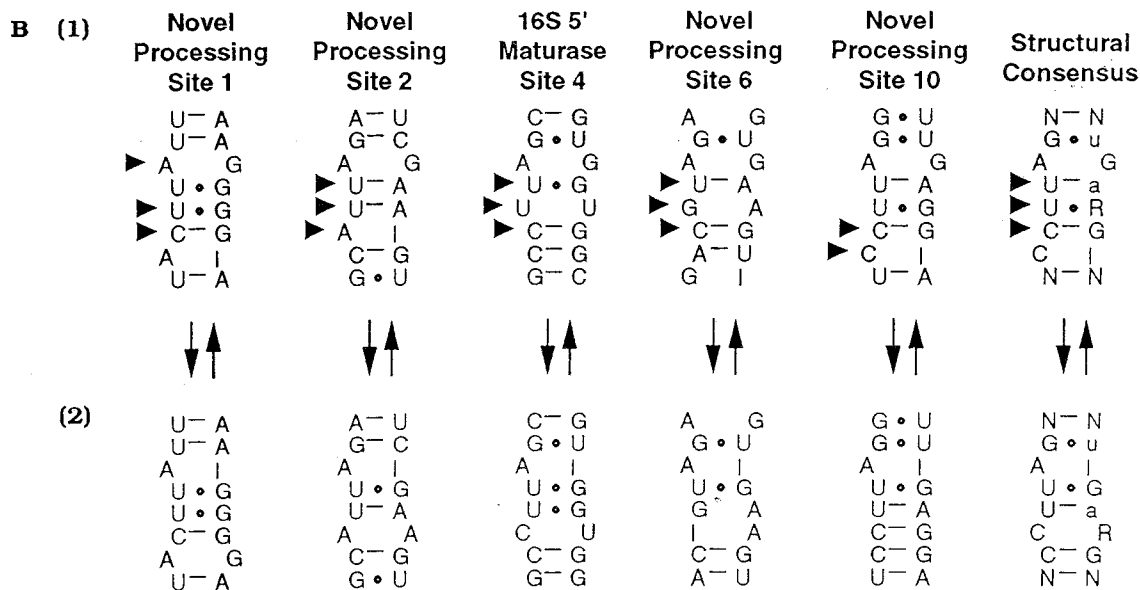 B (1)
Novel
Processing
Site 1
Novel
Processing
Site 2
16S 5'
Maturase
Site 4
Novel
Processing
Site 6
Novel
Processing
Site 10
Structural
Consensus
U – A A – U C – G A G G • U N – N
U – A G – C G • U G • U G • U G • u
A G A G A G A G A G A G
U • G U – A U • G U – A U – A U – a
U • G U – A U U G A U • G U • R
C – G A I C – G C – G C – G C – G
A I C – G C – G A – U C I C I
U – A G • U G – C G I U – A N N
(2)
U – A A – U C – G A G G • U N – N
U – A G – C G • U G • U G • U G • u
A I A I A I A I A I A I
U • G U • G U • G U • G U • G U • G
U • G U – A U • G G A U – A U – a
C – G A A C U I A C – G C R
A G C – G C – G C – G C – G C – G
U – A G • U G – G A – U U – A N – N